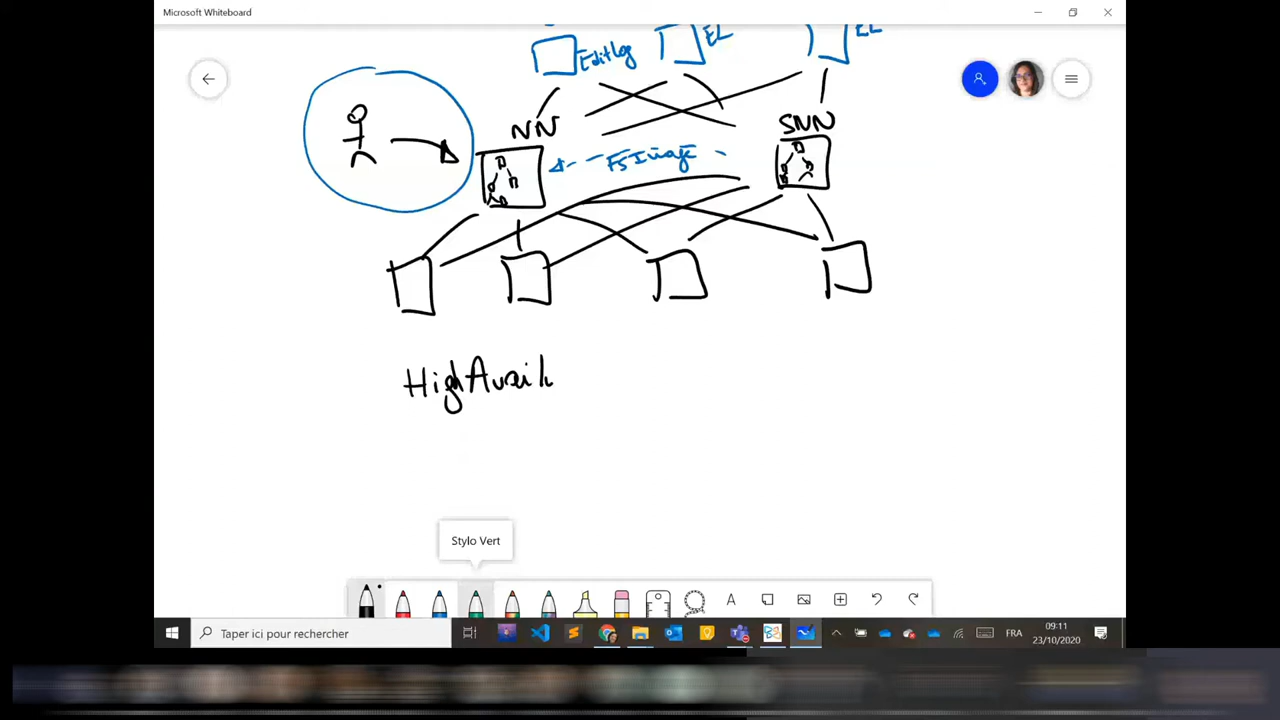 Microsoft Whiteboard
EditLog
EL
EL
NN
SNN
FSImage
HighAvail
Stylo Vert
A
Taper ici pour rechercher
FRA
09:11
23/10/2020